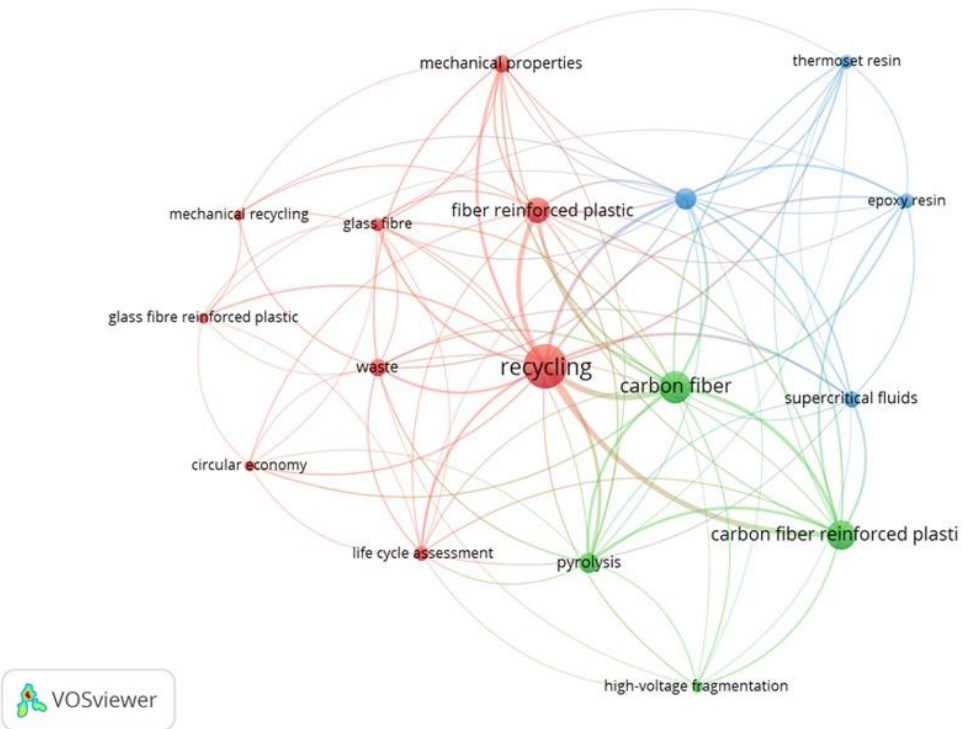 mechanical properties
thermoset resin
mechanical recycling
glass fibre
fiber reinforced plastic
epoxy resin
glass fibre reinforced plastic
waste
recycling
carbon fiber
supercritical fluids
circular economy
life cycle assessment
pyrolysis
carbon fiber reinforced plasti
high-voltage fragmentation
VOSviewer